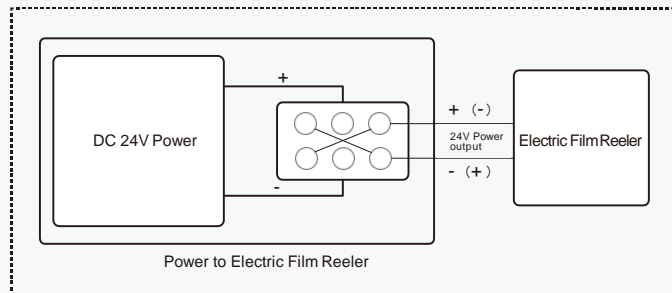 +
+ (-)
DC 24V Power
24V Power
output
Electric Film Reeler
-
- (+)
Power to Electric Film Reeler